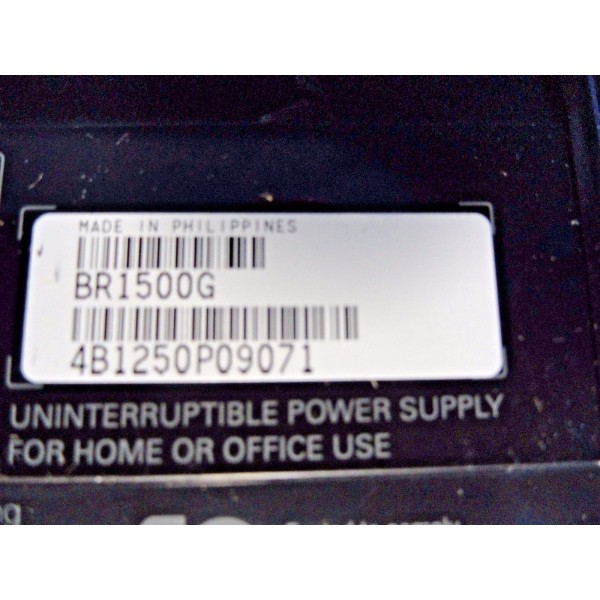 MADE IN PHILIPPINES
BR1500G
4B1250P09071
UNINTERRUPTIBLE POWER SUPPLY
FOR HOME OR OFFICE USE